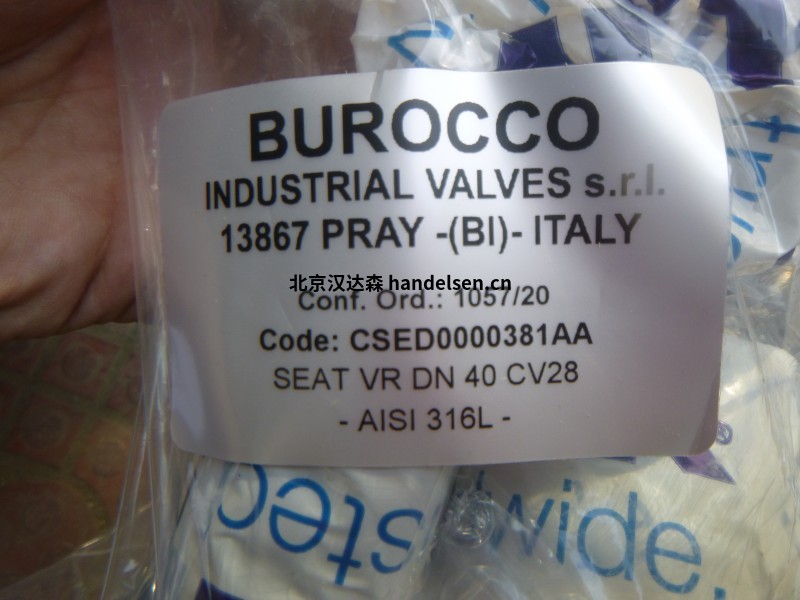 BUROCCO
INDUSTRIAL VALVES s.r.l.
13867 PRAY -(BI)- ITALY
北京汉达森 handelsen.cn
Conf. Ord.: 1057/20
Code: CSED0000381AA
SEAT VR DN 40 CV28
- AISI 316L -
stec
wide.
®